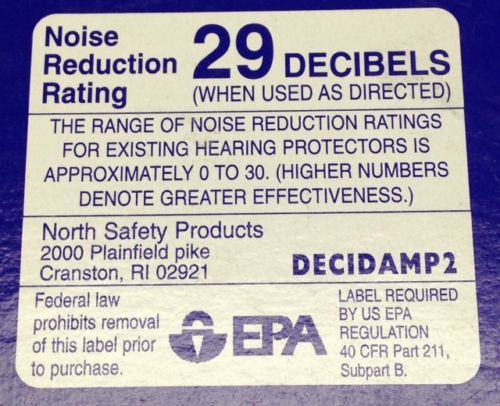 Noise
Reduction
Rating
29 DECIBELS
(WHEN USED AS DIRECTED)
THE RANGE OF NOISE REDUCTION RATINGS
FOR EXISTING HEARING PROTECTORS IS
APPROXIMATELY 0 TO 30. (HIGHER NUMBERS
DENOTE GREATER EFFECTIVENESS.)
North Safety Products
2000 Plainfield pike
Cranston, RI 02921
DECIDAMP2
Federal law
prohibits removal
of this label prior
to purchase.
EPA
LABEL REQUIRED
BY US EPA
REGULATION
40 CFR Part 211,
Subpart B.